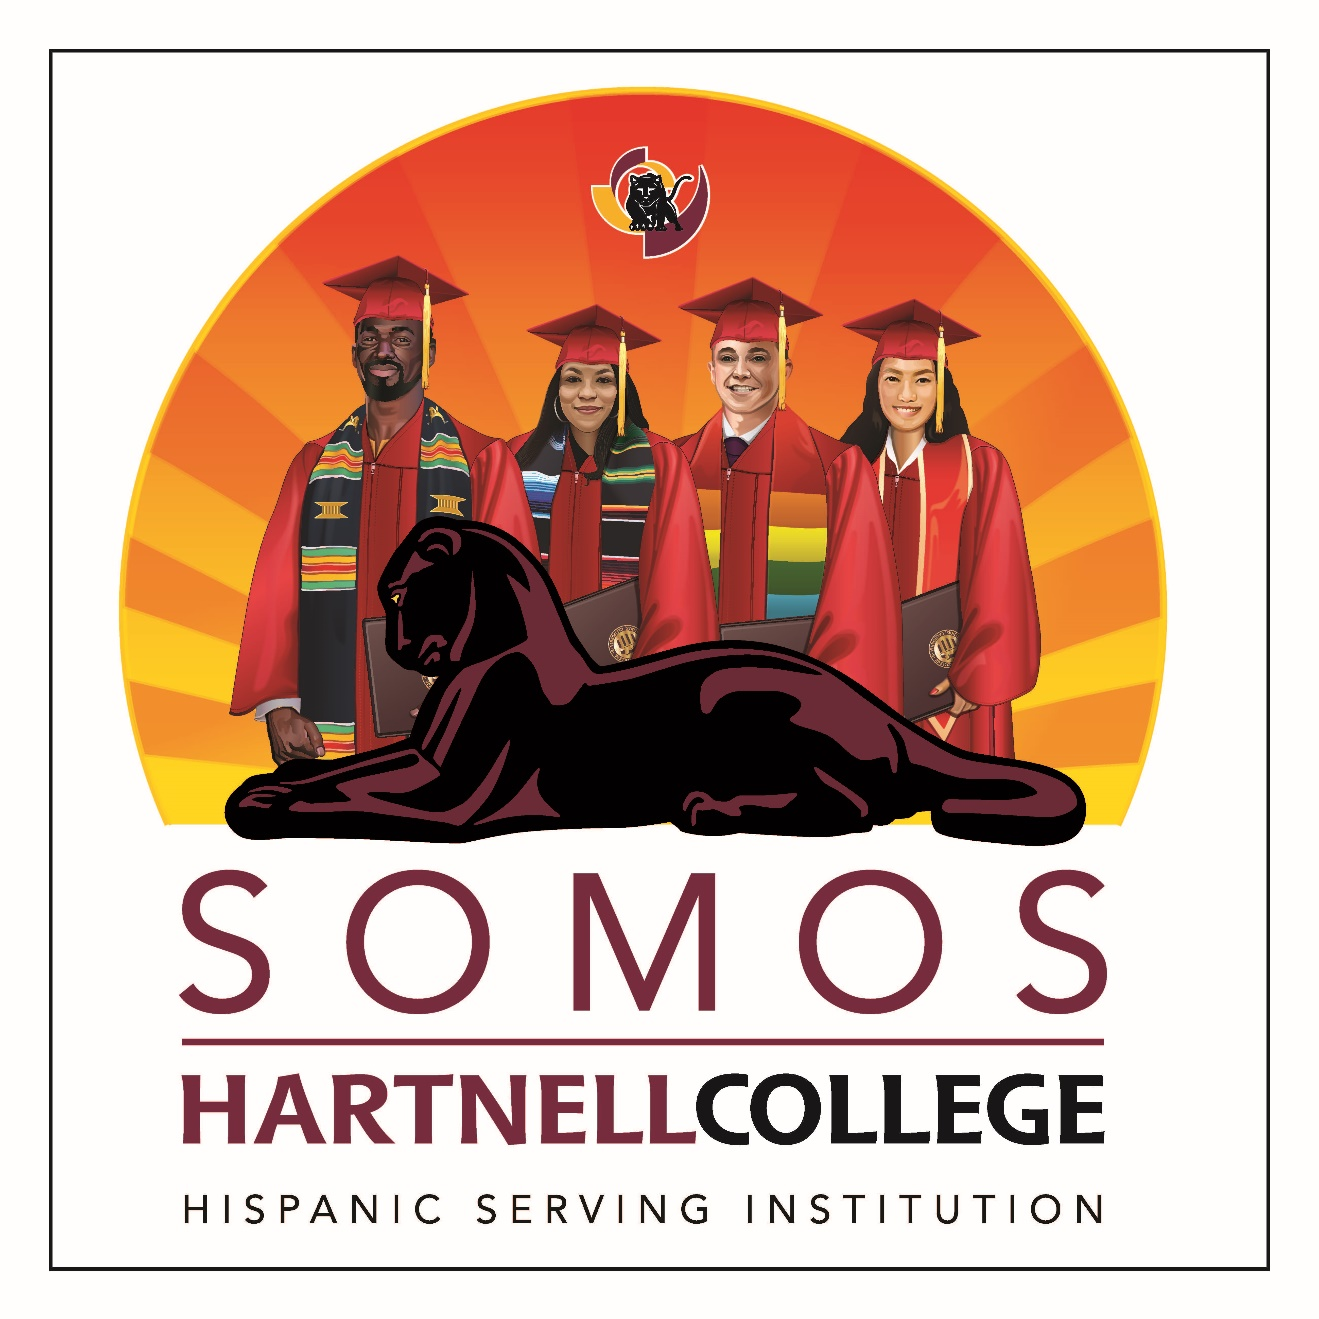 SOMOS
HARTNELLCOLLEGE
HISPANIC SERVING INSTITUTION